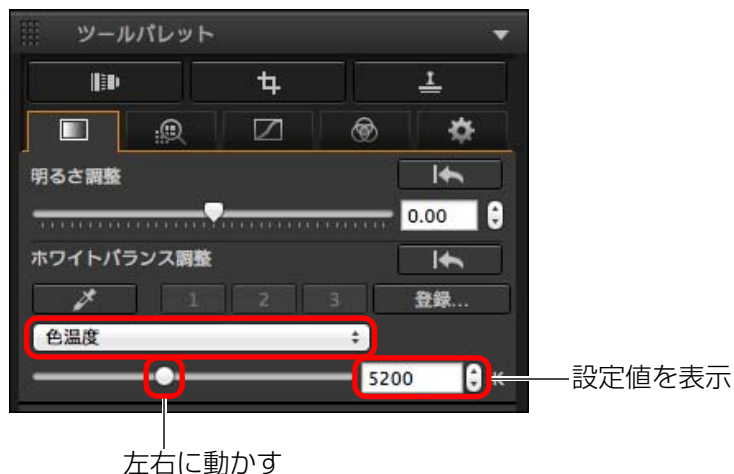 ツールパレット
明るさ調整
0.00
ホワイトバランス調整
1 2 3 登録...
色温度
5200 K 設定値を表示
左右に動かす